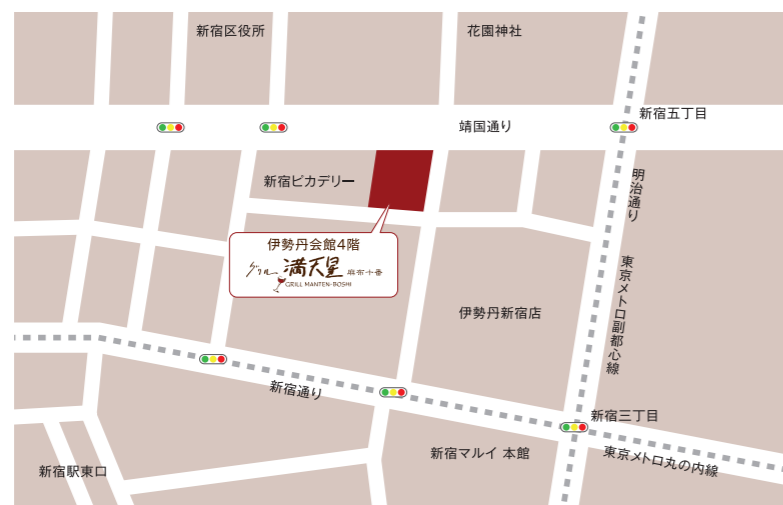 新宿区役所
花園神社
新宿五丁目
靖国通り
新宿ピカデリー
明治通り
伊勢丹会館4階
グリル 満天星 麻布十番
GRILL MANTEN-BOSHI
東京メトロ副都心線
伊勢丹新宿店
新宿通り
新宿三丁目
新宿マルイ 本館
東京メトロ丸の内線
新宿駅東口